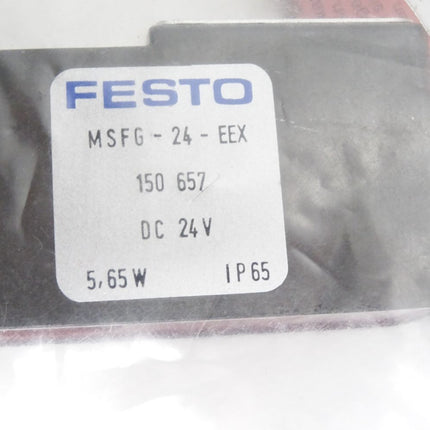 FESTO
MSFG - 24 - EEX
150 657
DC 24V
5,65W IP65